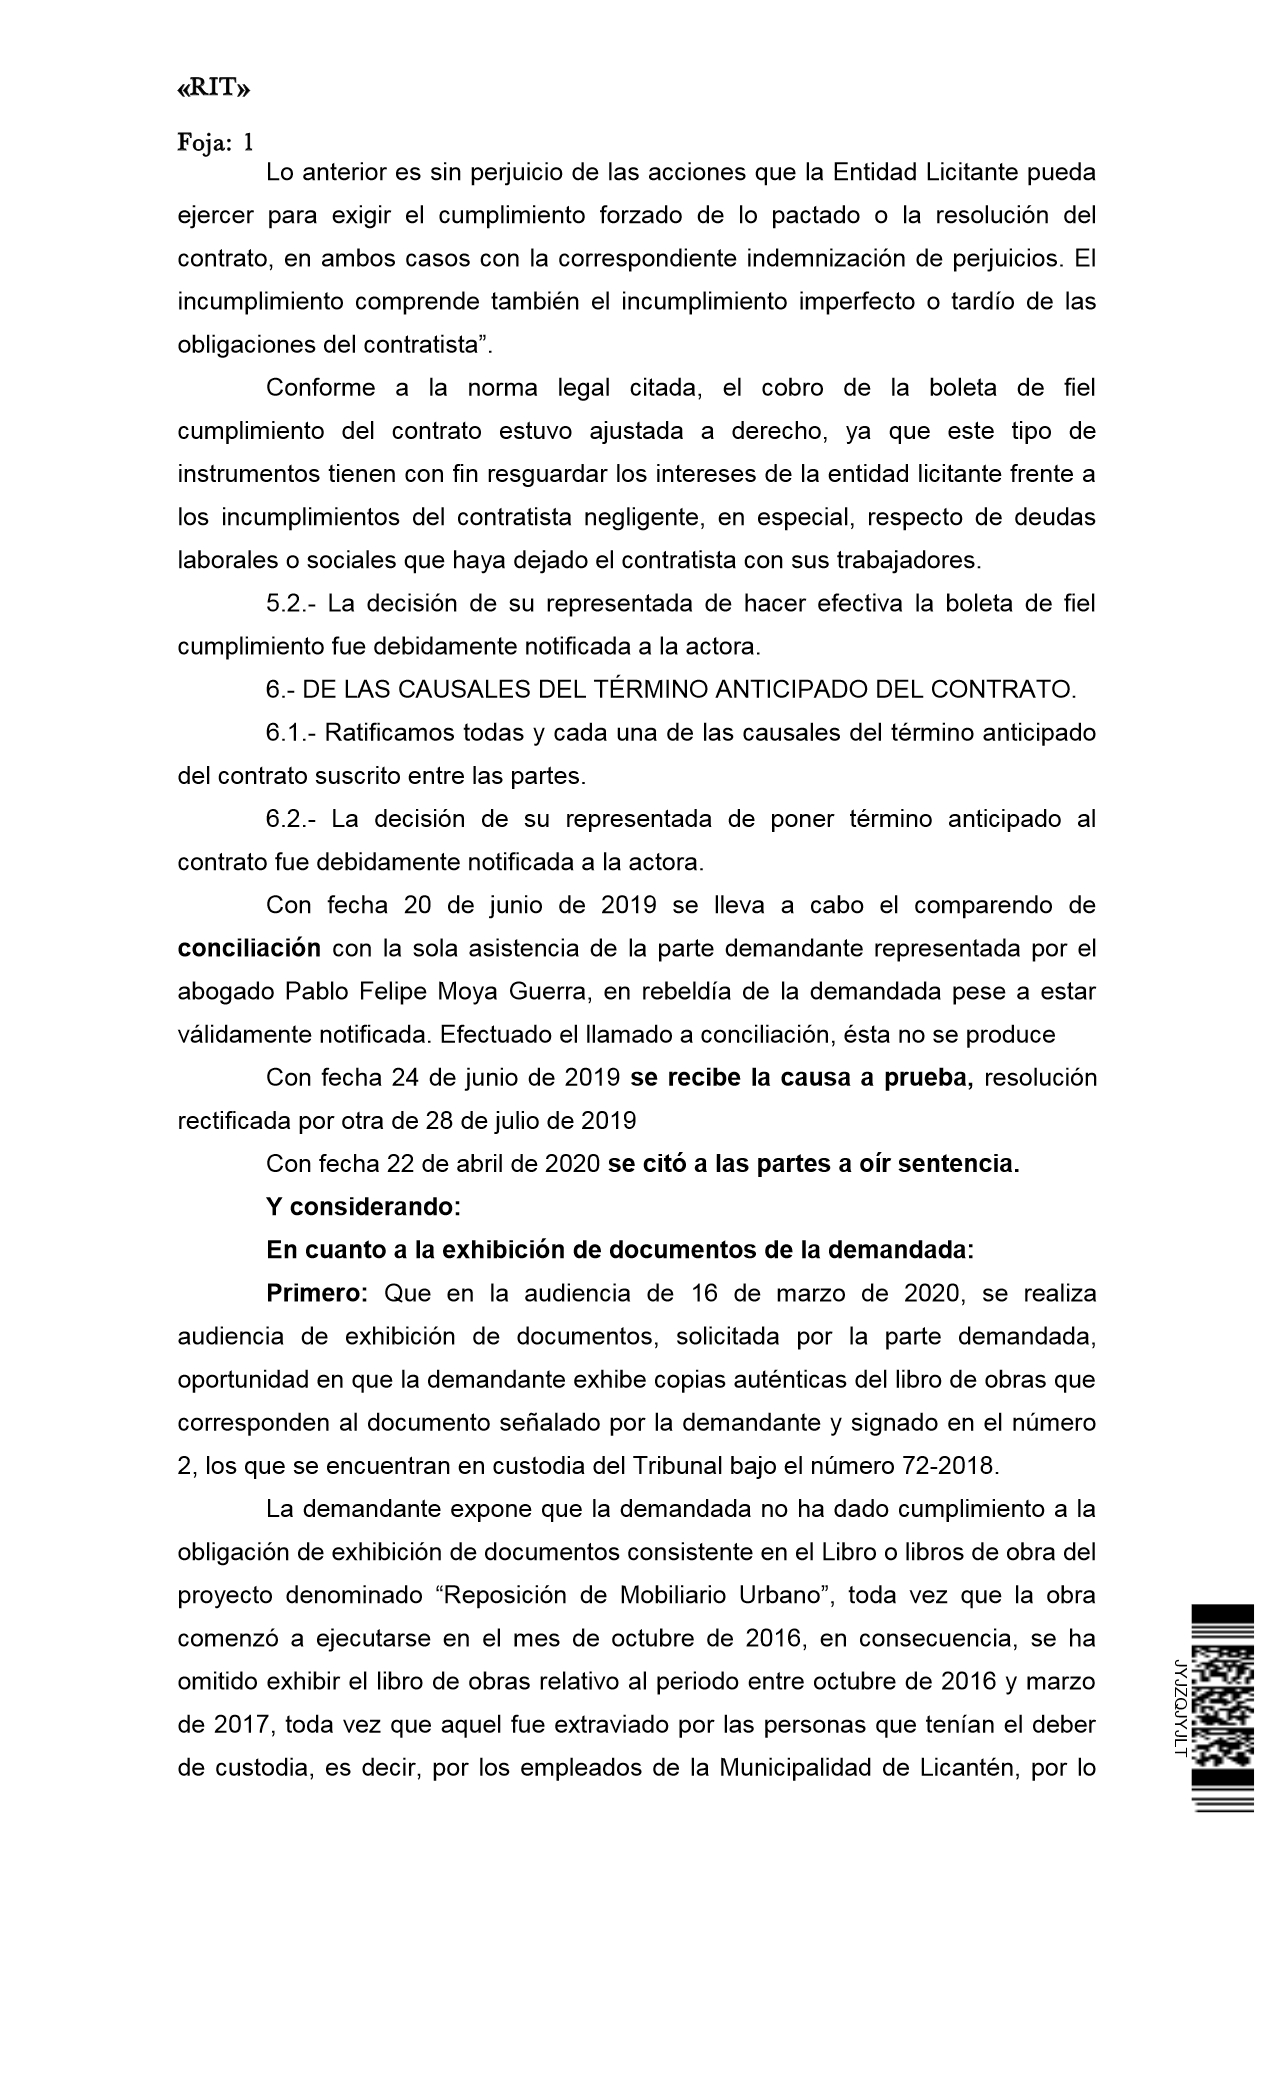 «RIT»
Foja: 1
Lo anterior es sin perjuicio de las acciones que la Entidad Licitante pueda
ejercer para exigir el cumplimiento forzado de lo pactado o la resolución del
contrato, en ambos casos con la correspondiente indemnización de perjuicios. El
incumplimiento comprende también el incumplimiento imperfecto o tardío de las
obligaciones del contratista”.
Conforme a la norma legal citada, el cobro de la boleta de fiel
cumplimiento del contrato estuvo ajustada a derecho, ya que este tipo de
instrumentos tienen con fin resguardar los intereses de la entidad licitante frente a
los incumplimientos del contratista negligente, en especial, respecto de deudas
laborales o sociales que haya dejado el contratista con sus trabajadores.
5.2.- La decisión de su representada de hacer efectiva la boleta de fiel
cumplimiento fue debidamente notificada a la actora.
6.- DE LAS CAUSALES DEL TÉRMINO ANTICIPADO DEL CONTRATO.
6.1.- Ratificamos todas y cada una de las causales del término anticipado
del contrato suscrito entre las partes.
6.2.- La decisión de su representada de poner término anticipado al
contrato fue debidamente notificada a la actora.
Con fecha 20 de junio de 2019 se lleva a cabo el comparendo de
conciliación con la sola asistencia de la parte demandante representada por el
abogado Pablo Felipe Moya Guerra, en rebeldía de la demandada pese a estar
válidamente notificada. Efectuado el llamado a conciliación, ésta no se produce
Con fecha 24 de junio de 2019 se recibe la causa a prueba, resolución
rectificada por otra de 28 de julio de 2019
Con fecha 22 de abril de 2020 se citó a las partes a oír sentencia.
Y considerando:
En cuanto a la exhibición de documentos de la demandada:
Primero: Que en la audiencia de 16 de marzo de 2020, se realiza
audiencia de exhibición de documentos, solicitada por la parte demandada,
oportunidad en que la demandante exhibe copias auténticas del libro de obras que
corresponden al documento señalado por la demandante y signado en el número
2, los que se encuentran en custodia del Tribunal bajo el número 72-2018.
La demandante expone que la demandada no ha dado cumplimiento a la
obligación de exhibición de documentos consistente en el Libro o libros de obra del
proyecto denominado “Reposición de Mobiliario Urbano”, toda vez que la obra
comenzó a ejecutarse en el mes de octubre de 2016, en consecuencia, se ha
omitido exhibir el libro de obras relativo al periodo entre octubre de 2016 y marzo
de 2017, toda vez que aquel fue extraviado por las personas que tenían el deber
de custodia, es decir, por los empleados de la Municipalidad de Licantén, por lo
JYJZQJYJLT